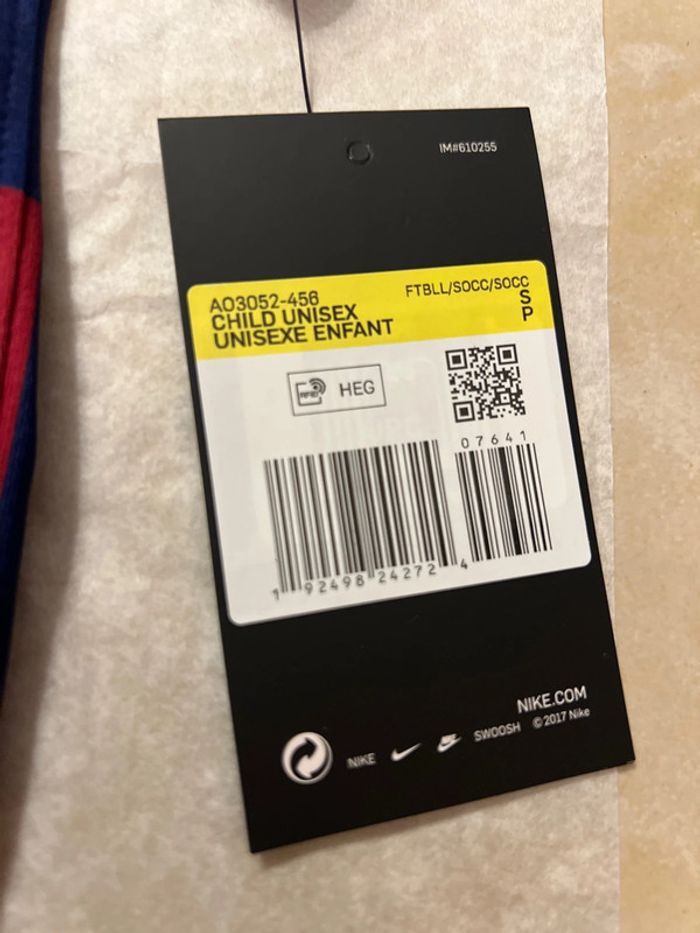 IM#610255
AO3052-456
FTBLL/SOCC/SOCC
CHILD UNISEX
S
UNISEXE ENFANT
P
RFID
HEG
07641
1 92498 24272 4
NIKE.COM
NIKE SWOOSH ©2017 Nike